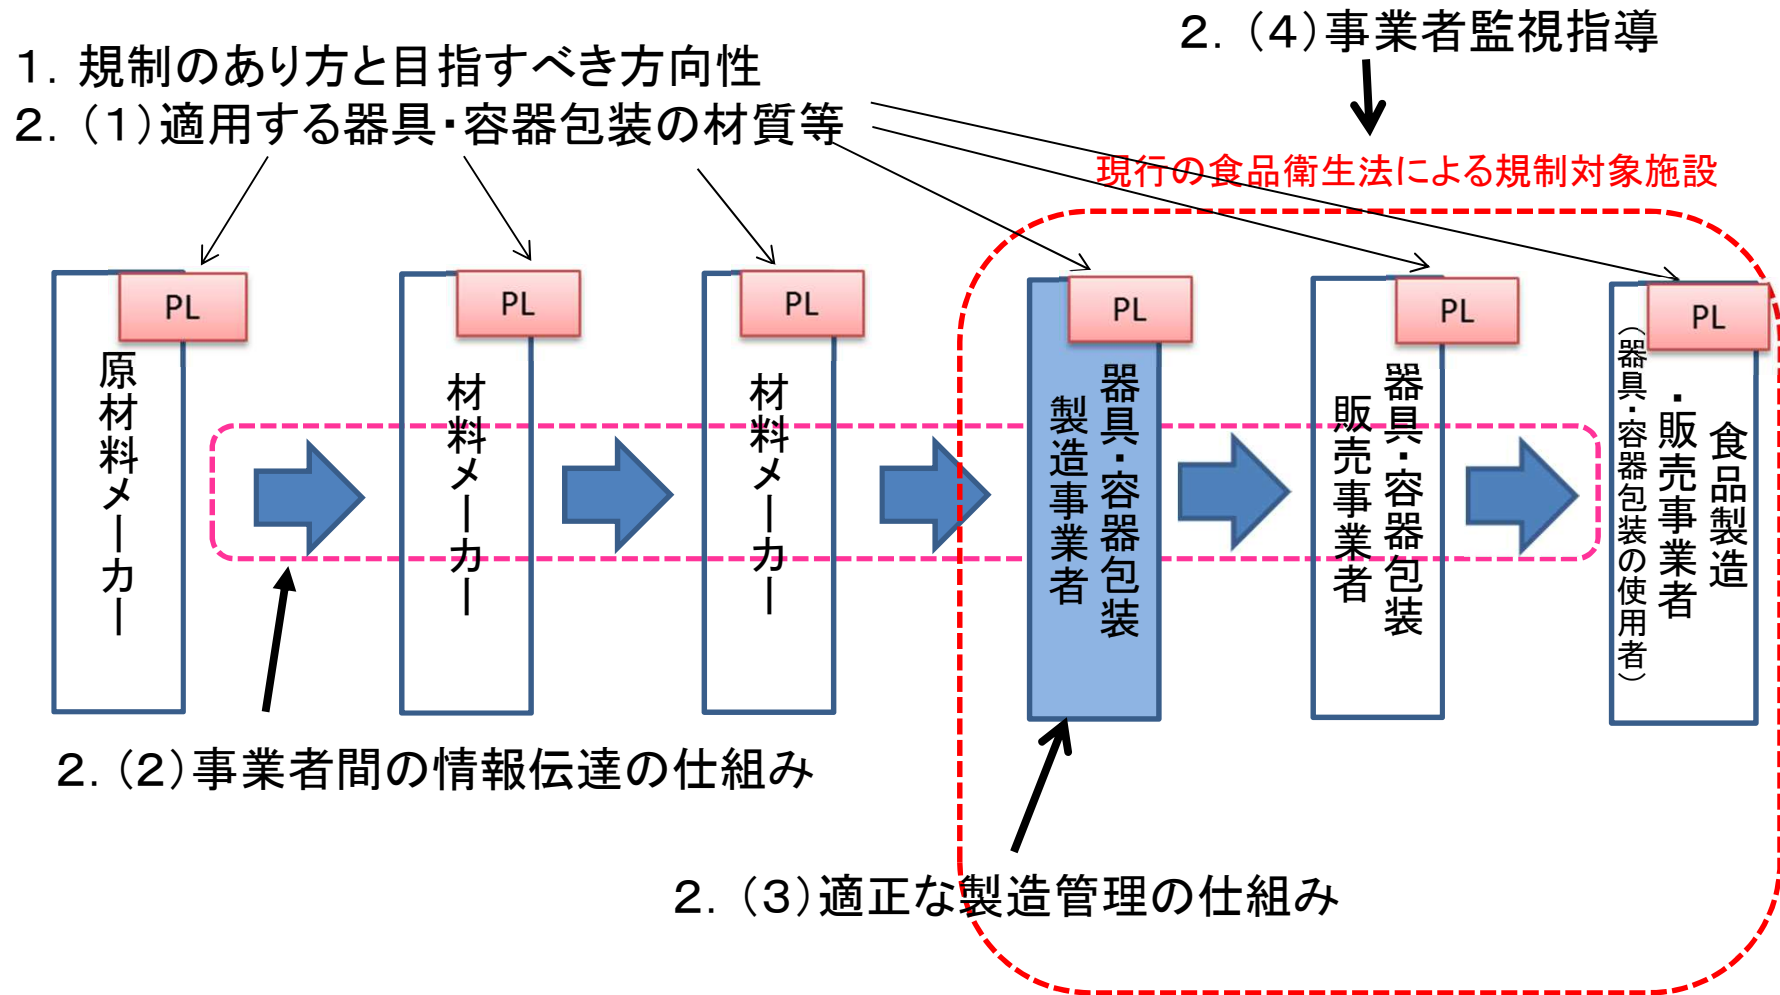 2.（4）事業者監視指導
1. 規制のあり方と目指すべき方向性
2.（1）適用する器具・容器包装の材質等
現行の食品衛生法による規制対象施設
PL
PL
PL
PL
PL
PL
原材料メーカー
材料メーカー
材料メーカー
器具・容器包装
製造事業者
器具・容器包装
販売事業者
食品製造
・販売事業者
（器具・容器包装の使用者）
2.（2）事業者間の情報伝達の仕組み
2.（3）適正な製造管理の仕組み